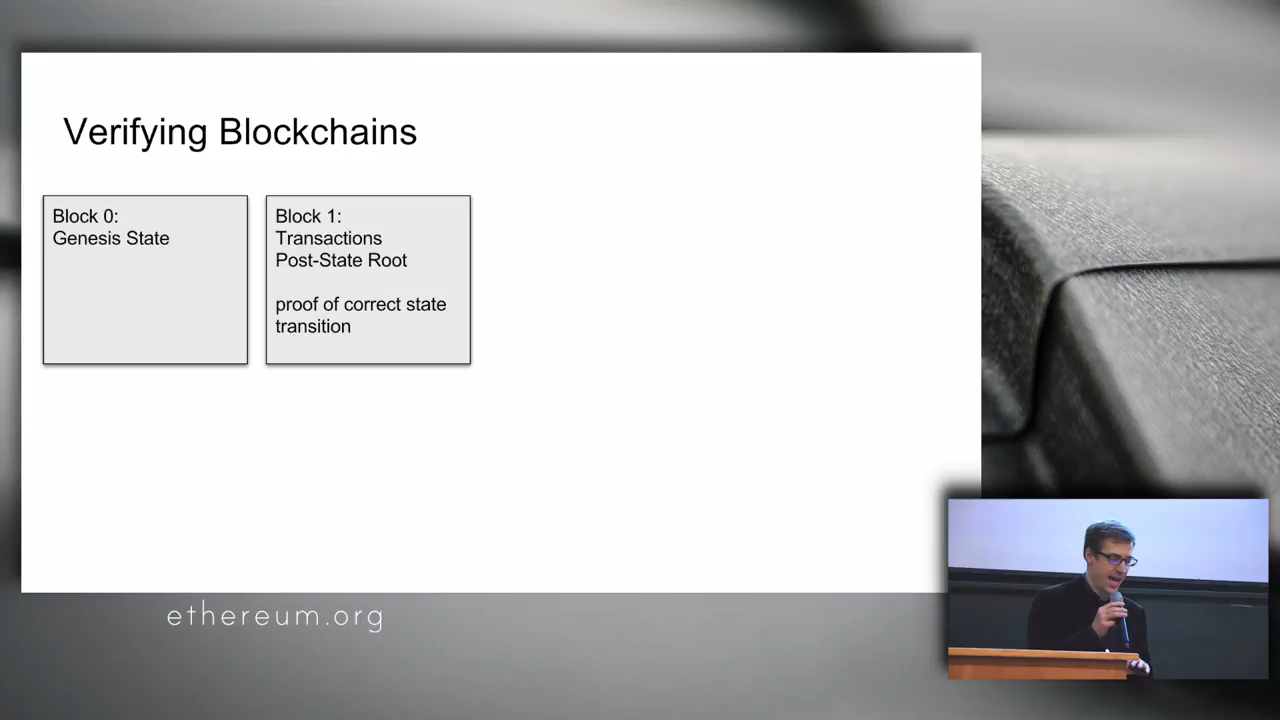 Verifying Blockchains
Block 0:
Genesis State
Block 1:
Transactions
Post-State Root
proof of correct state
transition
ethereum.org